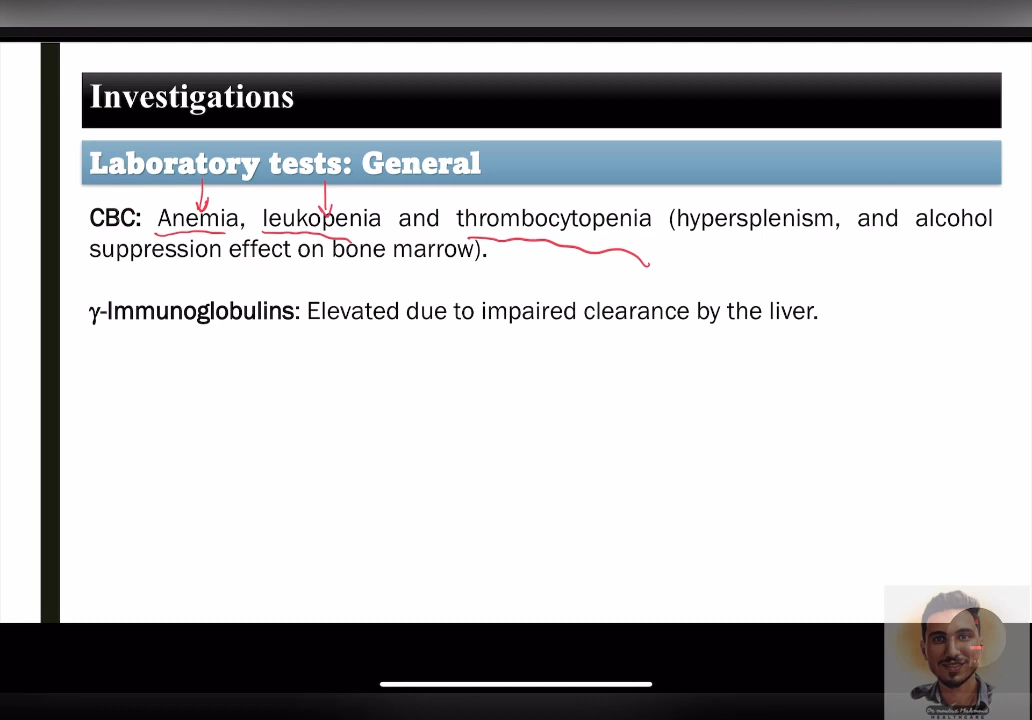 Investigations
Laboratory tests: General
CBC: Anemia, leukopenia and thrombocytopenia (hypersplenism, and alcohol
suppression effect on bone marrow).
γ-Immunoglobulins: Elevated due to impaired clearance by the liver.
HEALTHCARE